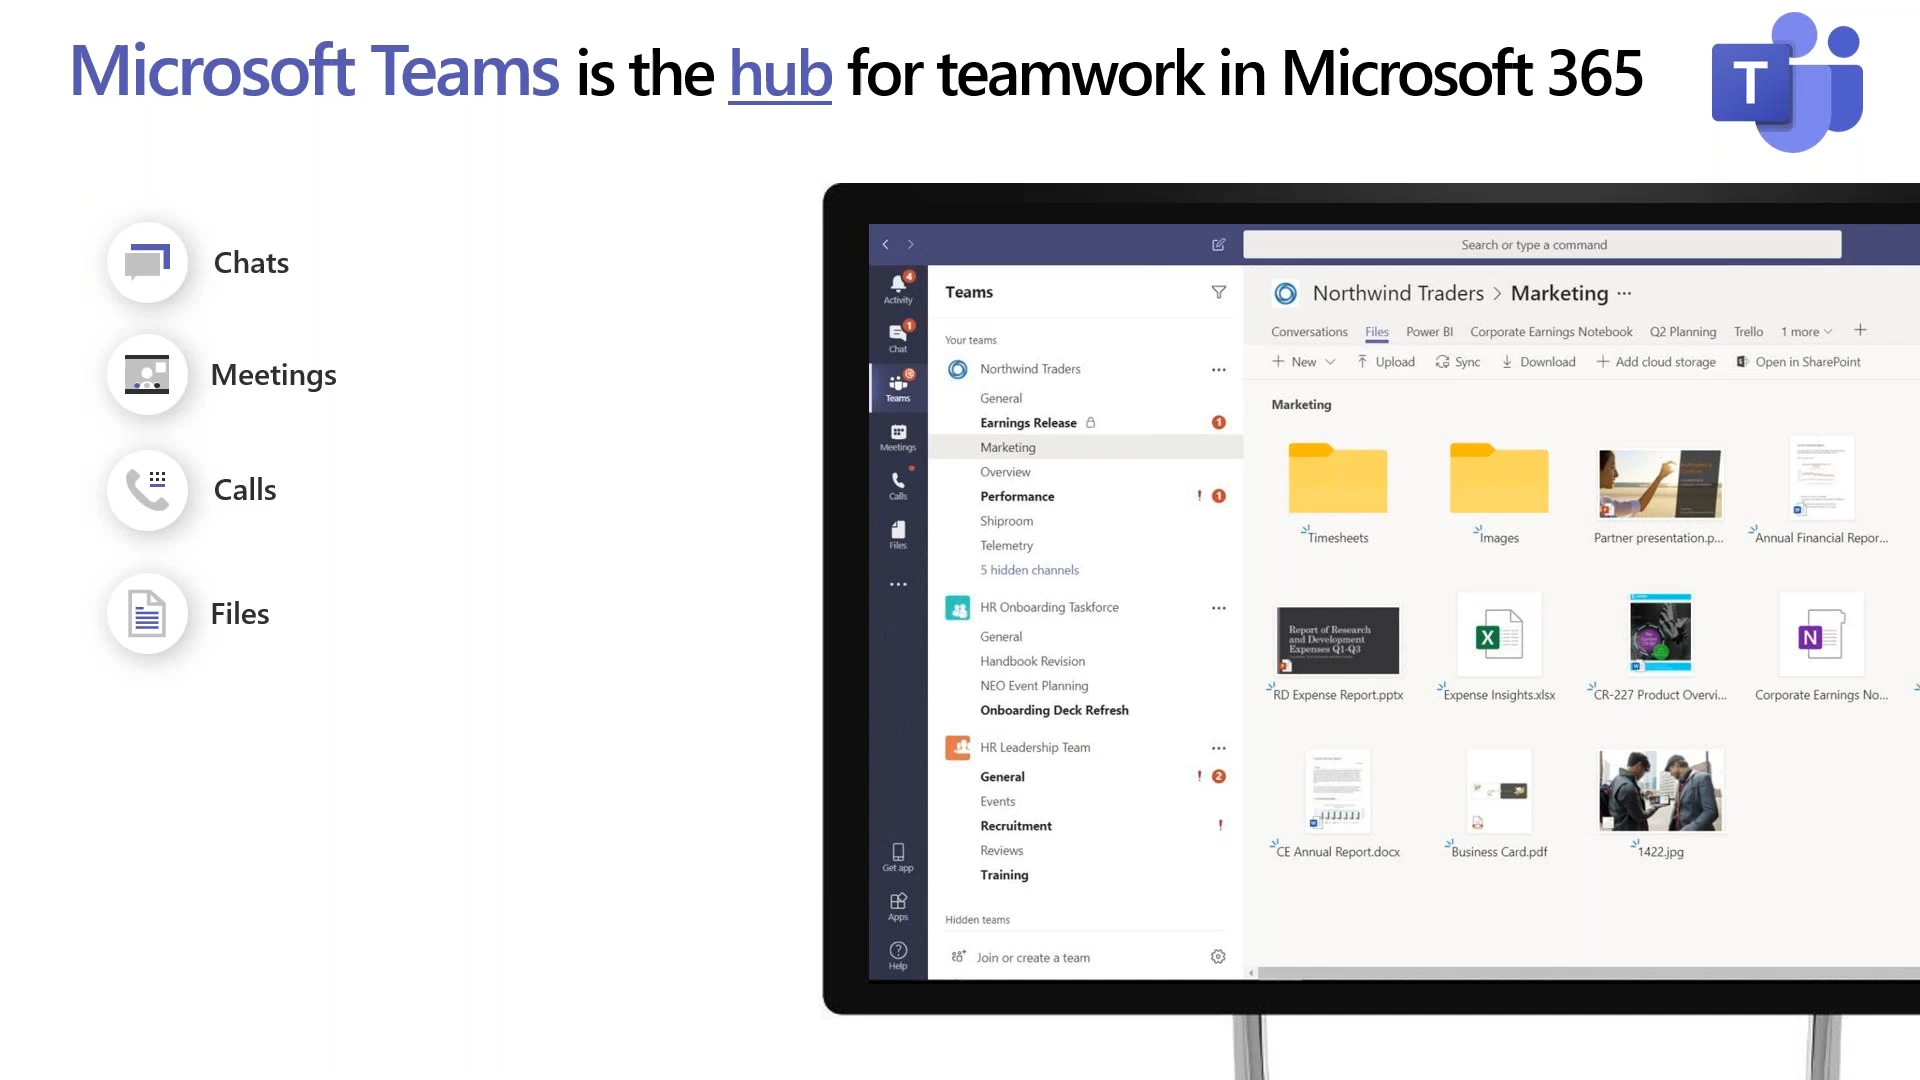 Microsoft Teams is the hub for teamwork in Microsoft 365
T
Chats
Meetings
Calls
Files
Search or type a command
4
Activity
1
Chat
Teams
Meetings
Calls
Files
Get app
Apps
Help
Teams
Your teams
Northwind Traders
General
Earnings Release 1
Marketing
Overview
Performance ! 1
Shiproom
Telemetry
5 hidden channels
HR Onboarding Taskforce
General
Handbook Revision
NEO Event Planning
Onboarding Deck Refresh
HR Leadership Team
General ! 2
Events
Recruitment !
Reviews
Training
Hidden teams
Join or create a team
Northwind Traders > Marketing ...
Conversations Files Power BI Corporate Earnings Notebook Q2 Planning Trello 1 more +
+ New Upload Sync Download + Add cloud storage Open in SharePoint
Marketing
Timesheets Images Partner presentation.p... Annual Financial Repor...
Report of Research
and Development
Expenses Q1-Q3
X
N
RD Expense Report.pptx Expense Insights.xlsx CR-227 Product Overvi... Corporate Earnings No...
CE Annual Report.docx Business Card.pdf 1422.jpg